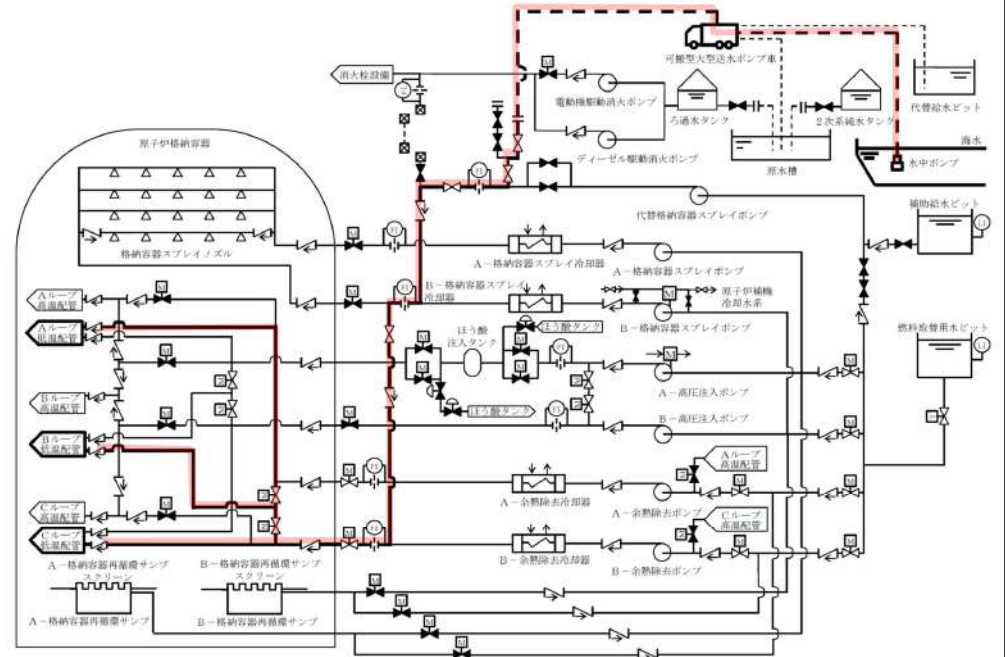 可搬型大型送水ポンプ車
消火栓設備
電動機駆動消火ポンプ
ろ過水タンク
2次系純水タンク
代替給水ピット
原水槽
海水
水中ポンプ
ディーゼル駆動消火ポンプ
原子炉格納容器
FI
代替格納容器スプレイポンプ
補助給水ピット
LI
格納容器スプレイノズル
M
FI
A-格納容器スプレイ冷却器
A-格納容器スプレイポンプ
B-格納容器スプレイ
冷却器
M
FI
原子炉補機
冷却水系
M
B-格納容器スプレイポンプ
燃料取替用水ピット
LI
Aループ
高温配管
M
Aループ
低温配管
ほう酸
注入タンク
ほう酸タンク
M
M
M
FI
M
A-高圧注入ポンプ
M
ほう酸タンク
Bループ
高温配管
M
M
FI
B-高圧注入ポンプ
M
Bループ
低温配管
Aループ
高温配管
M
FI
A-余熱除去冷却器
A-余熱除去ポンプ
M
M
Cループ
高温配管
M
Cループ
高温配管
Cループ
低温配管
M
FI
B-余熱除去冷却器
B-余熱除去ポンプ
M
M
A-格納容器再循環サンプ
スクリーン
B-格納容器再循環サンプ
スクリーン
M
A-格納容器再循環サンプ
B-格納容器再循環サンプ
M
M
M